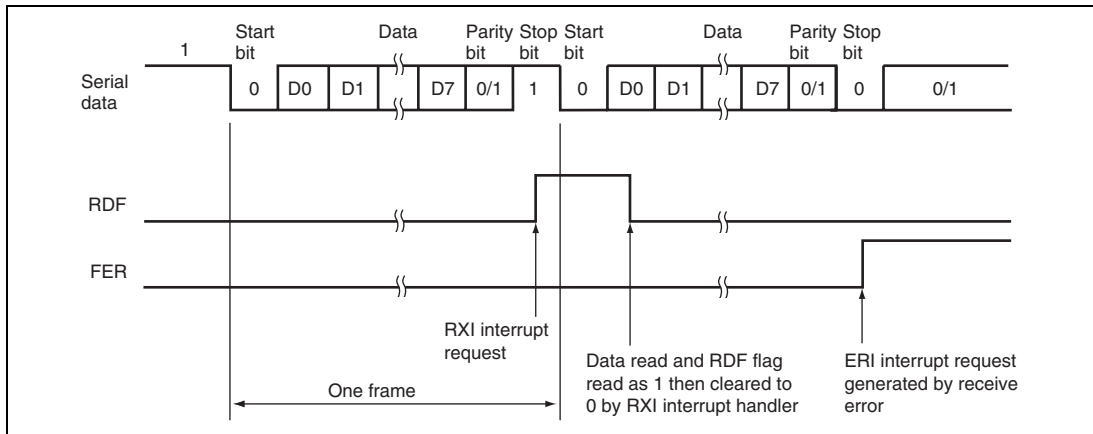 Start Data Parity Stop Start Data Parity Stop
1 bit bit bit bit bit bit
Serial data 0 D0 D1 D7 0/1 1 0 D0 D1 D7 0/1 0 0/1
RDF
FER
RXI interrupt
request
Data read and RDF flag
read as 1 then cleared to
0 by RXI interrupt handler
ERI interrupt request
generated by receive
error
One frame